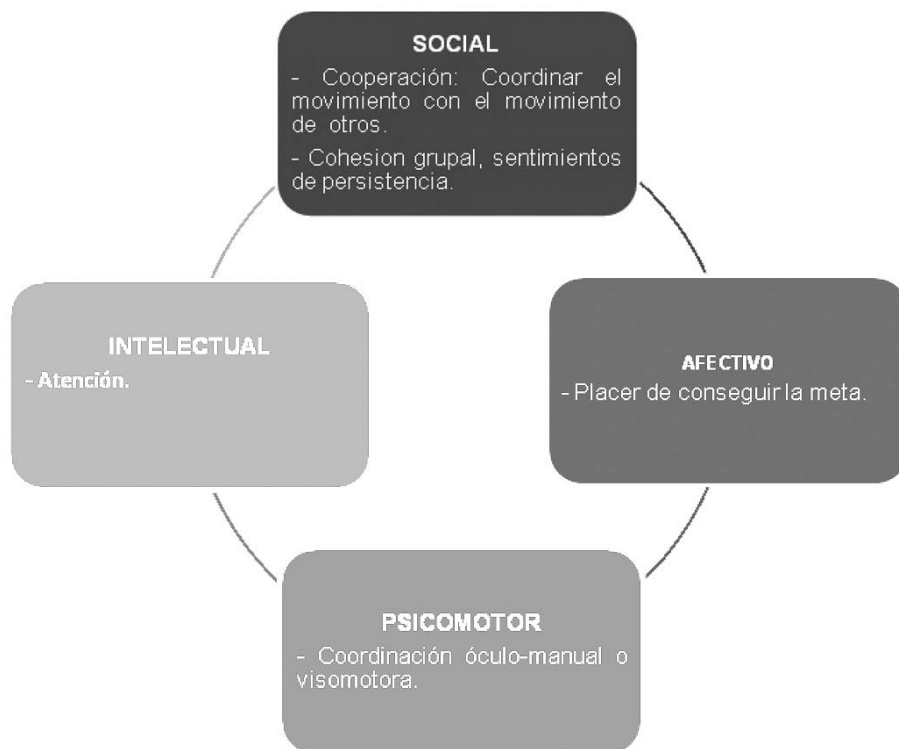 SOCIAL
- Cooperación: Coordinar el
movimiento con el movimiento
de otros.
- Cohesion grupal, sentimientos
de persistencia.
INTELECTUAL
- Atención.
AFECTIVO
- Placer de conseguir la meta.
PSICOMOTOR
- Coordinación óculo-manual o
visomotora.